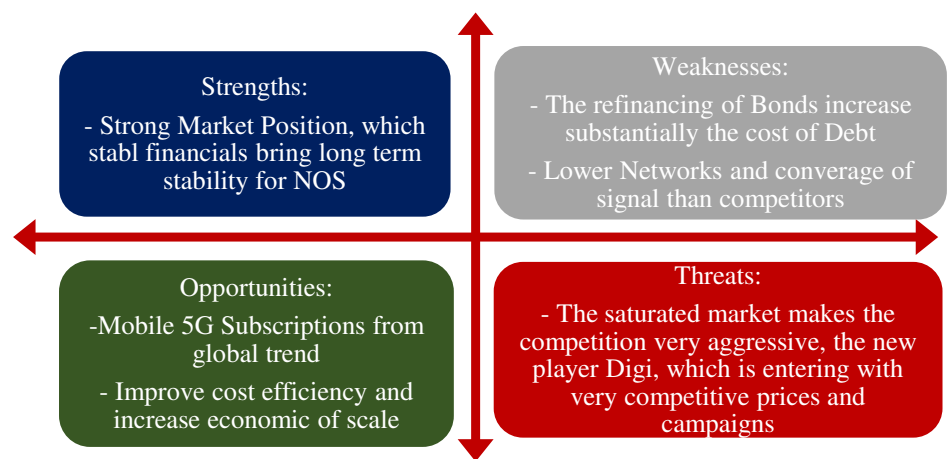 Strengths:
- Strong Market Position, which
stabl financials bring long term
stability for NOS
Weaknesses:
- The refinancing of Bonds increase
substantially the cost of Debt
- Lower Networks and converage of
signal than competitors
Opportunities:
-Mobile 5G Subscriptions from
global trend
- Improve cost efficiency and
increase economic of scale
Threats:
- The saturated market makes the
competition very aggressive, the new
player Digi, which is entering with
very competitive prices and
campaigns